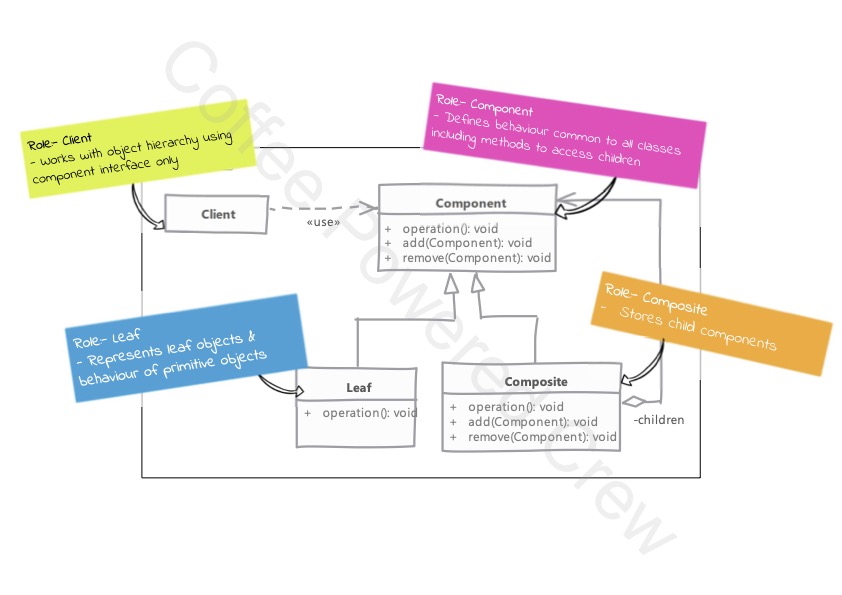 Role- Client
- works with object hierarchy using
component interface only
Role- Component
- Defines behaviour common to all classes
including methods to access children
Client
«use»
Component
+ operation(): void
+ add(Component): void
+ remove(Component): void
Role- Leaf
- Represents leaf objects &
behaviour of primitive objects
Role- Composite
- Stores child components
Leaf
+ operation(): void
Composite
+ operation(): void
+ add(Component): void
+ remove(Component): void
-children
Coffee Powered Crew